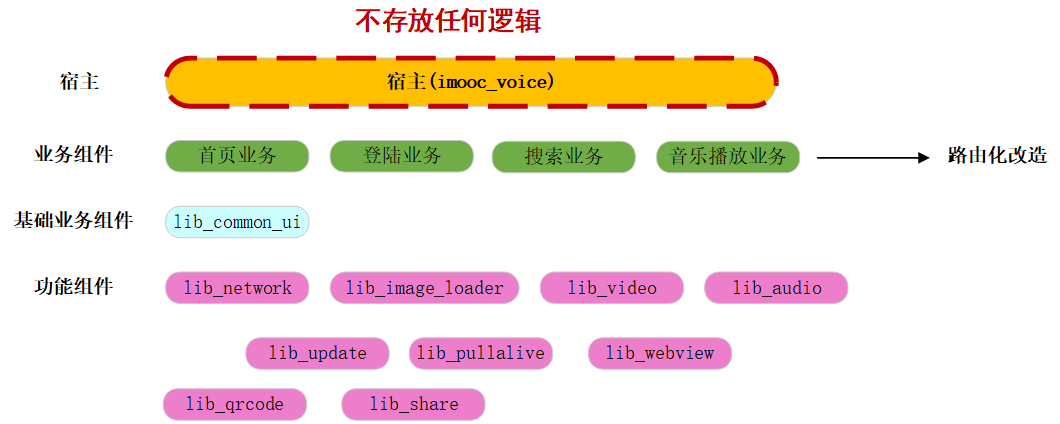 不存放任何逻辑
宿主 宿主(imooc_voice)
业务组件 首页业务 登陆业务 搜索业务 音乐播放业务 路由化改造
基础业务组件 lib_common_ui
功能组件 lib_network lib_image_loader lib_video lib_audio
lib_update lib_pullalive lib_webview
lib_qrcode lib_share